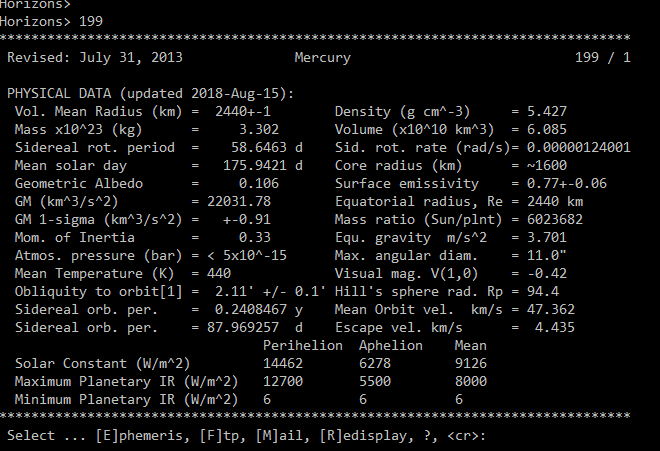 Horizons>
Horizons> 199
*******************************************************************************
Revised: July 31, 2013 Mercury 199 / 1
PHYSICAL DATA (updated 2018-Aug-15):
Vol. Mean Radius (km) = 2440+-1 Density (g cm^-3) = 5.427
Mass x10^23 (kg) = 3.302 Volume (x10^10 km^3) = 6.085
Sidereal rot. period = 58.6463 d Sid. rot. rate (rad/s)= 0.00000124001
Mean solar day = 175.9421 d Core radius (km) = ~1600
Geometric Albedo = 0.106 Surface emissivity = 0.77+-0.06
GM (km^3/s^2) = 22031.78 Equatorial radius, Re = 2440 km
GM 1-sigma (km^3/s^2) = +-0.91 Mass ratio (Sun/plnt) = 6023682
Mom. of Inertia = 0.33 Equ. gravity m/s^2 = 3.701
Atmos. pressure (bar) = < 5x10^-15 Max. angular diam. = 11.0"
Mean Temperature (K) = 440 Visual mag. V(1,0) = -0.42
Obliquity to orbit[1] = 2.11' +/- 0.1' Hill's sphere rad. Rp = 94.4
Sidereal orb. per. = 0.2408467 y Mean Orbit vel. km/s = 47.362
Sidereal orb. per. = 87.969257 d Escape vel. km/s = 4.435
Perihelion Aphelion Mean
Solar Constant (W/m^2) 14462 6278 9126
Maximum Planetary IR (W/m^2) 12700 5500 8000
Minimum Planetary IR (W/m^2) 6 6 6
*******************************************************************************
Select ... [E]phemeris, [F]tp, [M]ail, [R]edisplay, ?, <cr>: